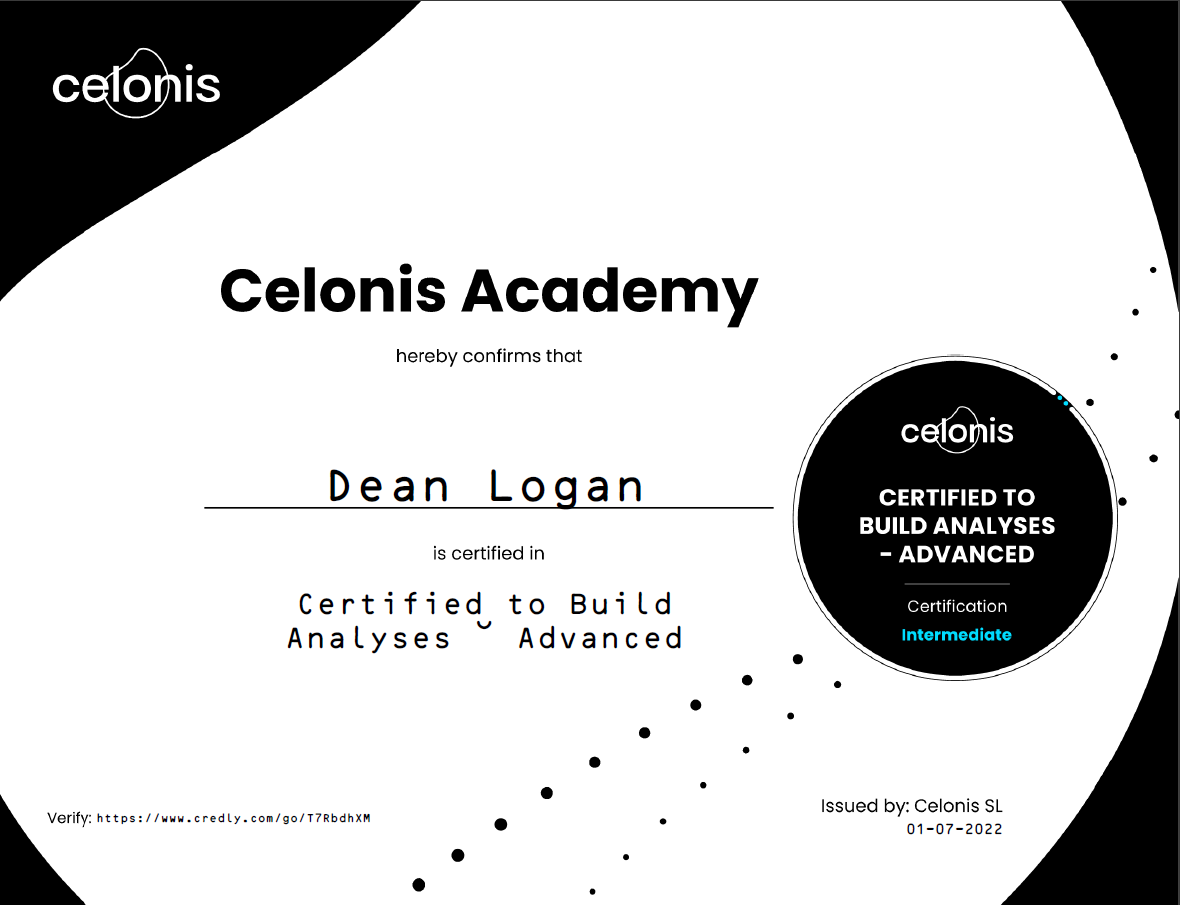 celonis
Celonis Academy
hereby confirms that
Dean Logan
is certified in
Certified to Build
Analyses ˘ Advanced
celonis
CERTIFIED TO
BUILD ANALYSES
- ADVANCED
Certification
Intermediate
Verify: https://www.credly.com/go/T7RbdhXM
Issued by: Celonis SL
01-07-2022